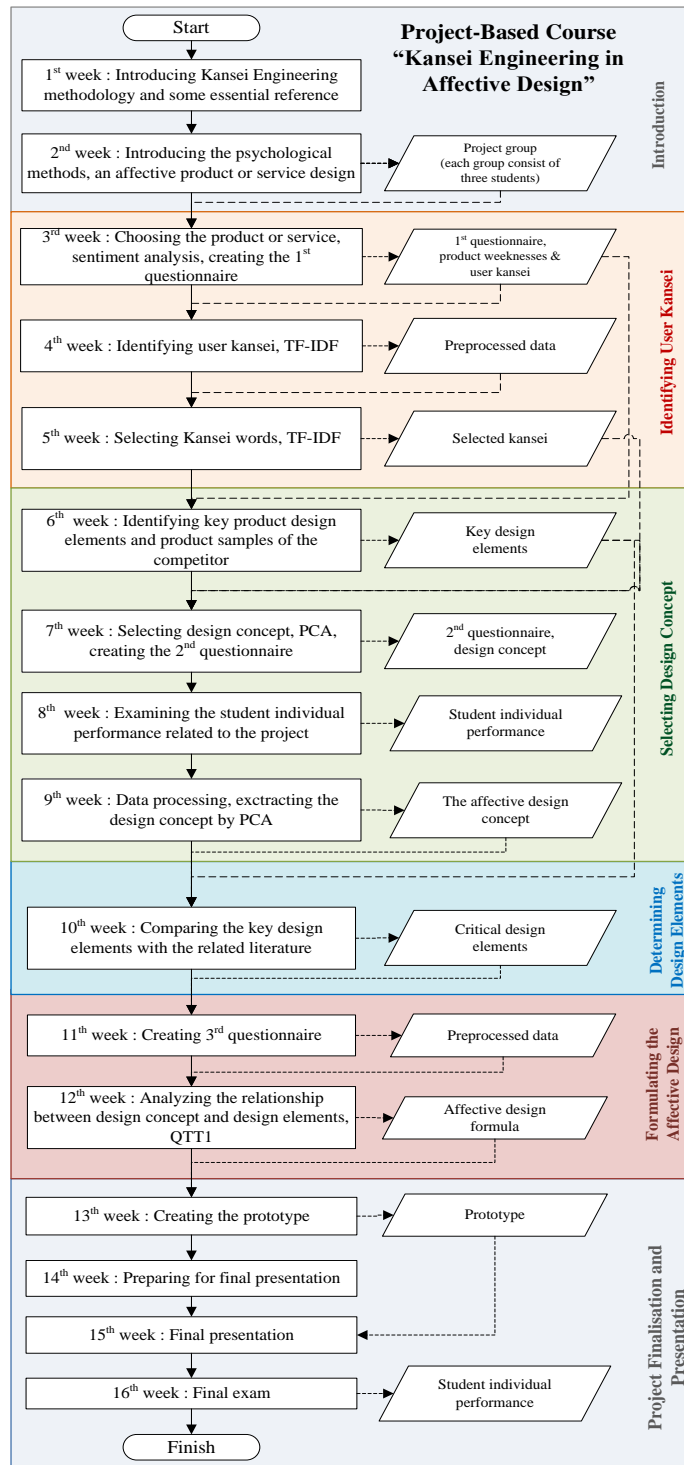 Start
Project-Based Course
“Kansei Engineering in
Affective Design”
1st week : Introducing Kansei Engineering
methodology and some essential reference
2nd week : Introducing the psychological
methods, an affective product or service design
Project group
(each group consist of
three students)
Introduction
3rd week : Choosing the product or service,
sentiment analysis, creating the 1st
questionnaire
1st questionnaire,
product weeknesses &
user kansei
4th week : Identifying user kansei, TF-IDF
Preprocessed data
5th week : Selecting Kansei words, TF-IDF
Selected kansei
Identifying User Kansei
6th week : Identifying key product design
elements and product samples of the
competitor
Key design
elements
7th week : Selecting design concept, PCA,
creating the 2nd questionnaire
2nd questionnaire,
design concept
8th week : Examining the student individual
performance related to the project
Student individual
performance
9th week : Data processing, exctracting the
design concept by PCA
The affective design
concept
Selecting Design Concept
10th week : Comparing the key design
elements with the related literature
Critical design
elements
Determining
Design Elements
11th week : Creating 3rd questionnaire
Preprocessed data
12th week : Analyzing the relationship
between design concept and design elements,
QTT1
Affective design
formula
Formulating the
Affective Design
13th week : Creating the prototype
Prototype
14th week : Preparing for final presentation
15th week : Final presentation
16th week : Final exam
Student individual
performance
Project Finalisation and
Presentation
Finish